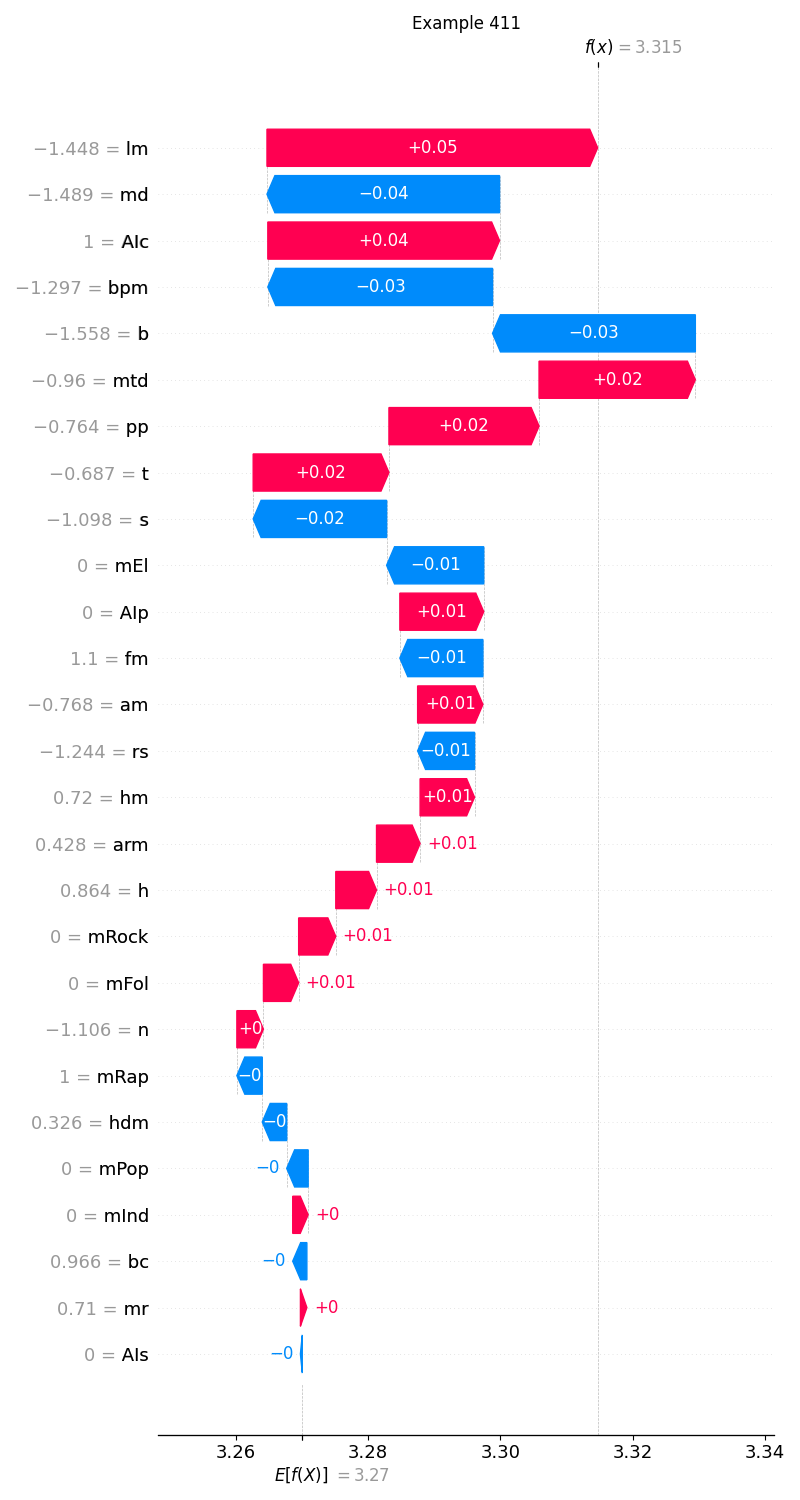 Example 411
f(x) = 3.315
−1.448 = lm
+0.05
−1.489 = md
−0.04
1 = AIc
+0.04
−1.297 = bpm
−0.03
−1.558 = b
−0.03
−0.96 = mtd
+0.02
−0.764 = pp
+0.02
−0.687 = t
+0.02
−1.098 = s
−0.02
0 = mEl
−0.01
0 = AIp
+0.01
1.1 = fm
−0.01
−0.768 = am
+0.01
−1.244 = rs
−0.01
0.72 = hm
+0.01
0.428 = arm
+0.01
0.864 = h
+0.01
0 = mRock
+0.01
0 = mFol
+0.01
−1.106 = n
+0
1 = mRap
−0
0.326 = hdm
−0
0 = mPop
−0
0 = mInd
+0
0.966 = bc
−0
0.71 = mr
+0
0 = AIs
−0
3.26 3.28 3.30 3.32 3.34
E[f(X)] = 3.27